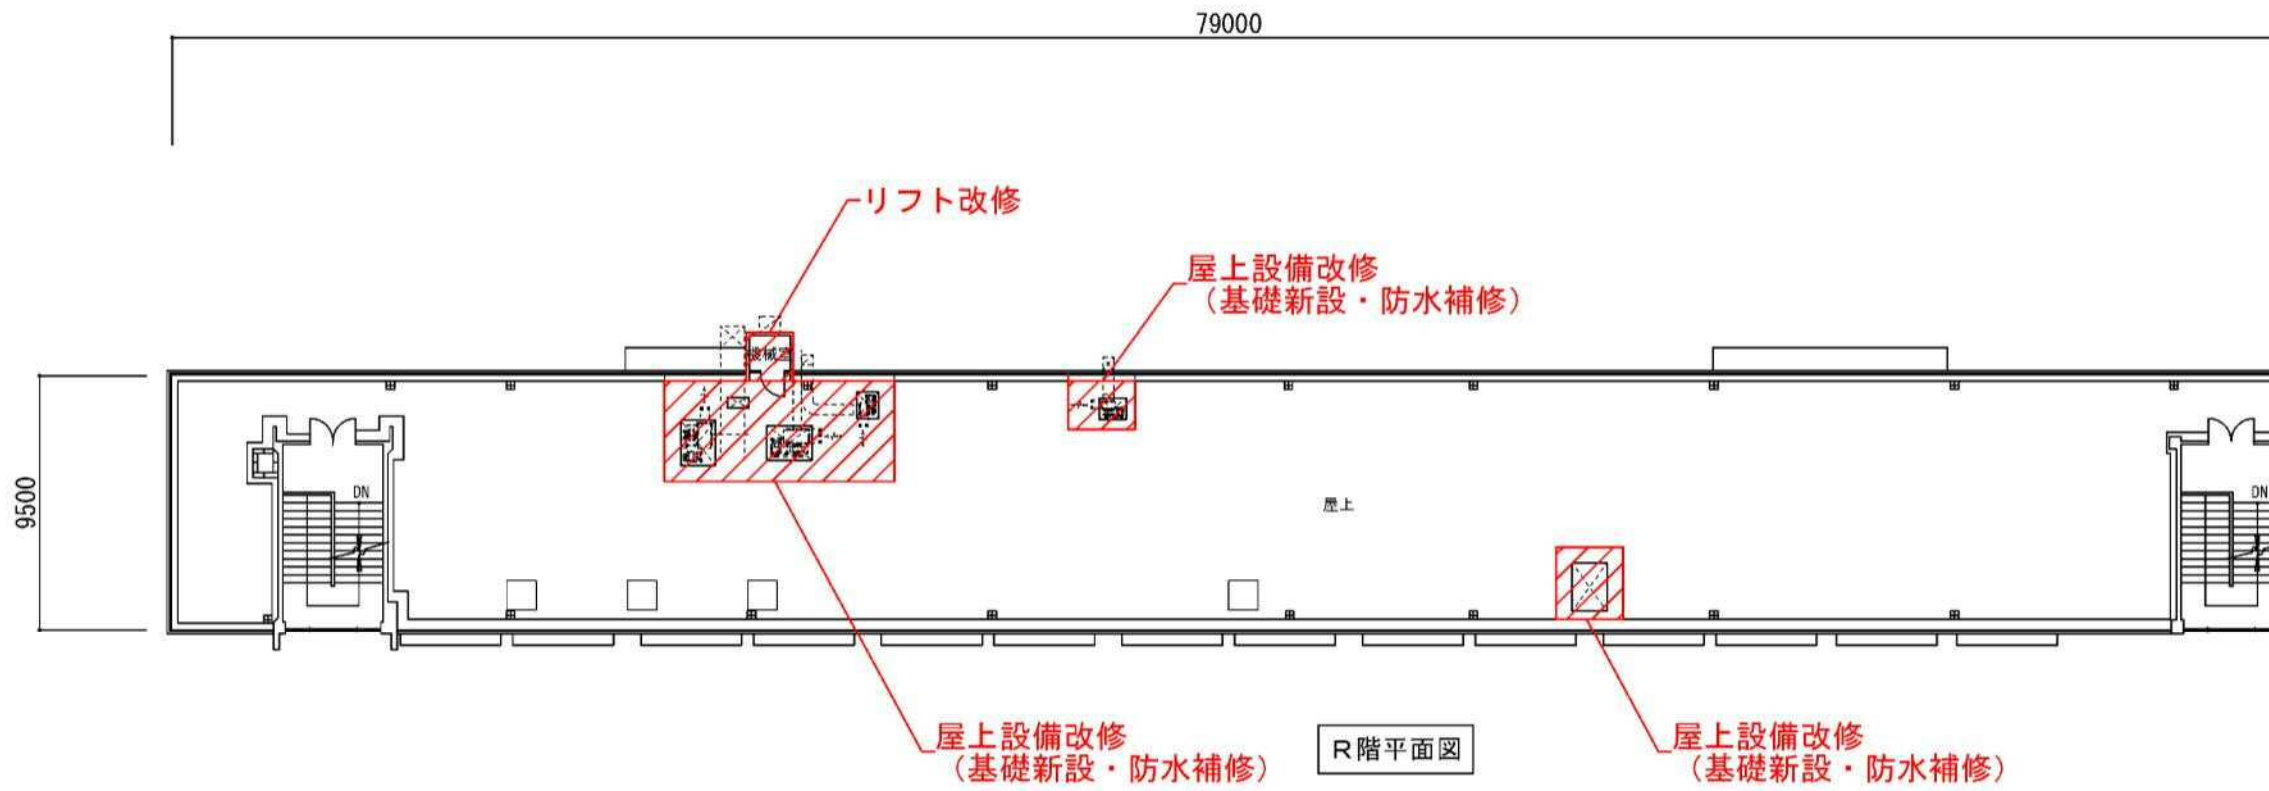 79000
リフト改修
屋上設備改修
（基礎新設・防水補修）
機械室
9500
DN
屋上
DN
屋上設備改修
（基礎新設・防水補修）
R階平面図
屋上設備改修
（基礎新設・防水補修）